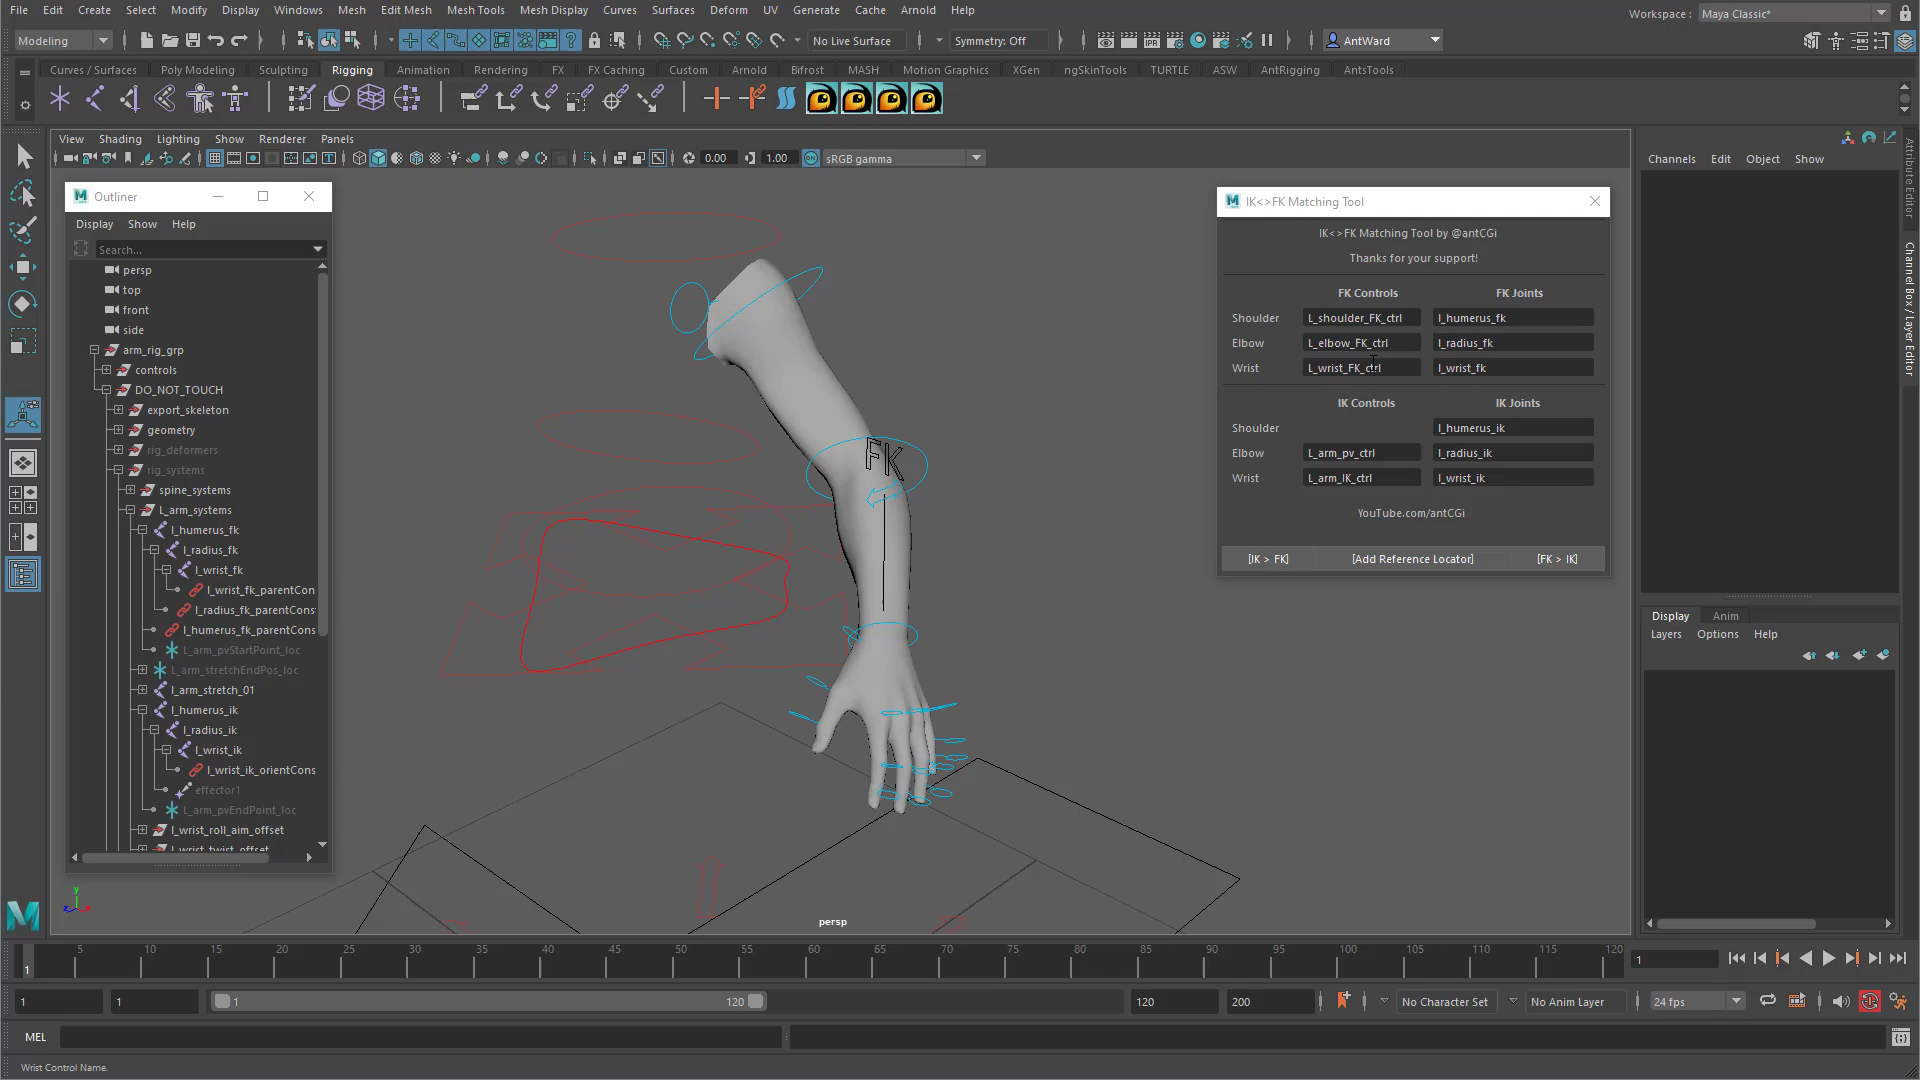 File Edit Create Select Modify Display Windows Mesh Edit Mesh Mesh Tools Mesh Display Curves Surfaces Deform UV Generate Cache Arnold Help
Workspace : Maya Classic*
Modeling No Live Surface Symmetry: Off AntWard
Curves / Surfaces Poly Modeling Sculpting Rigging Animation Rendering FX FX Caching Custom Arnold Bifrost MASH Motion Graphics XGen ngSkinTools TURTLE ASW AntRigging AntsTools
View Shading Lighting Show Renderer Panels
0.00 1.00 ON sRGB gamma
Outliner
Display Show Help
Search...
persp
top
front
side
arm_rig_grp
controls
DO_NOT_TOUCH
export_skeleton
geometry
rig_deformers
rig_systems
spine_systems
L_arm_systems
l_humerus_fk
l_radius_fk
l_wrist_fk
l_wrist_fk_parentCon
l_radius_fk_parentCons
l_humerus_fk_parentCons
L_arm_pvStartPoint_loc
L_arm_stretchEndPos_loc
L_arm_stretch_01
l_humerus_ik
l_radius_ik
l_wrist_ik
l_wrist_ik_orientCons
effector1
L_arm_pvEndPoint_loc
l_wrist_roll_aim_offset
l_wrist_twist_offset
FK
persp
y
z x
IK<>FK Matching Tool
IK<>FK Matching Tool by @antCGi
Thanks for your support!
FK Controls FK Joints
Shoulder L_shoulder_FK_ctrl l_humerus_fk
Elbow L_elbow_FK_ctrl l_radius_fk
Wrist L_wrist_FK_ctrl l_wrist_fk
IK Controls IK Joints
Shoulder l_humerus_ik
Elbow L_arm_pv_ctrl l_radius_ik
Wrist L_arm_IK_ctrl l_wrist_ik
YouTube.com/antCGi
[IK > FK] [Add Reference Locator] [FK > IK]
Channels Edit Object Show
Attribute Editor
Channel Box / Layer Editor
Display Anim
Layers Options Help
5 10 15 20 25 30 35 40 45 50 55 60 65 70 75 80 85 90 95 100 105 110 115 120
1
1
1 1 1 120 120 200 No Character Set No Anim Layer 24 fps
MEL
Wrist Control Name.